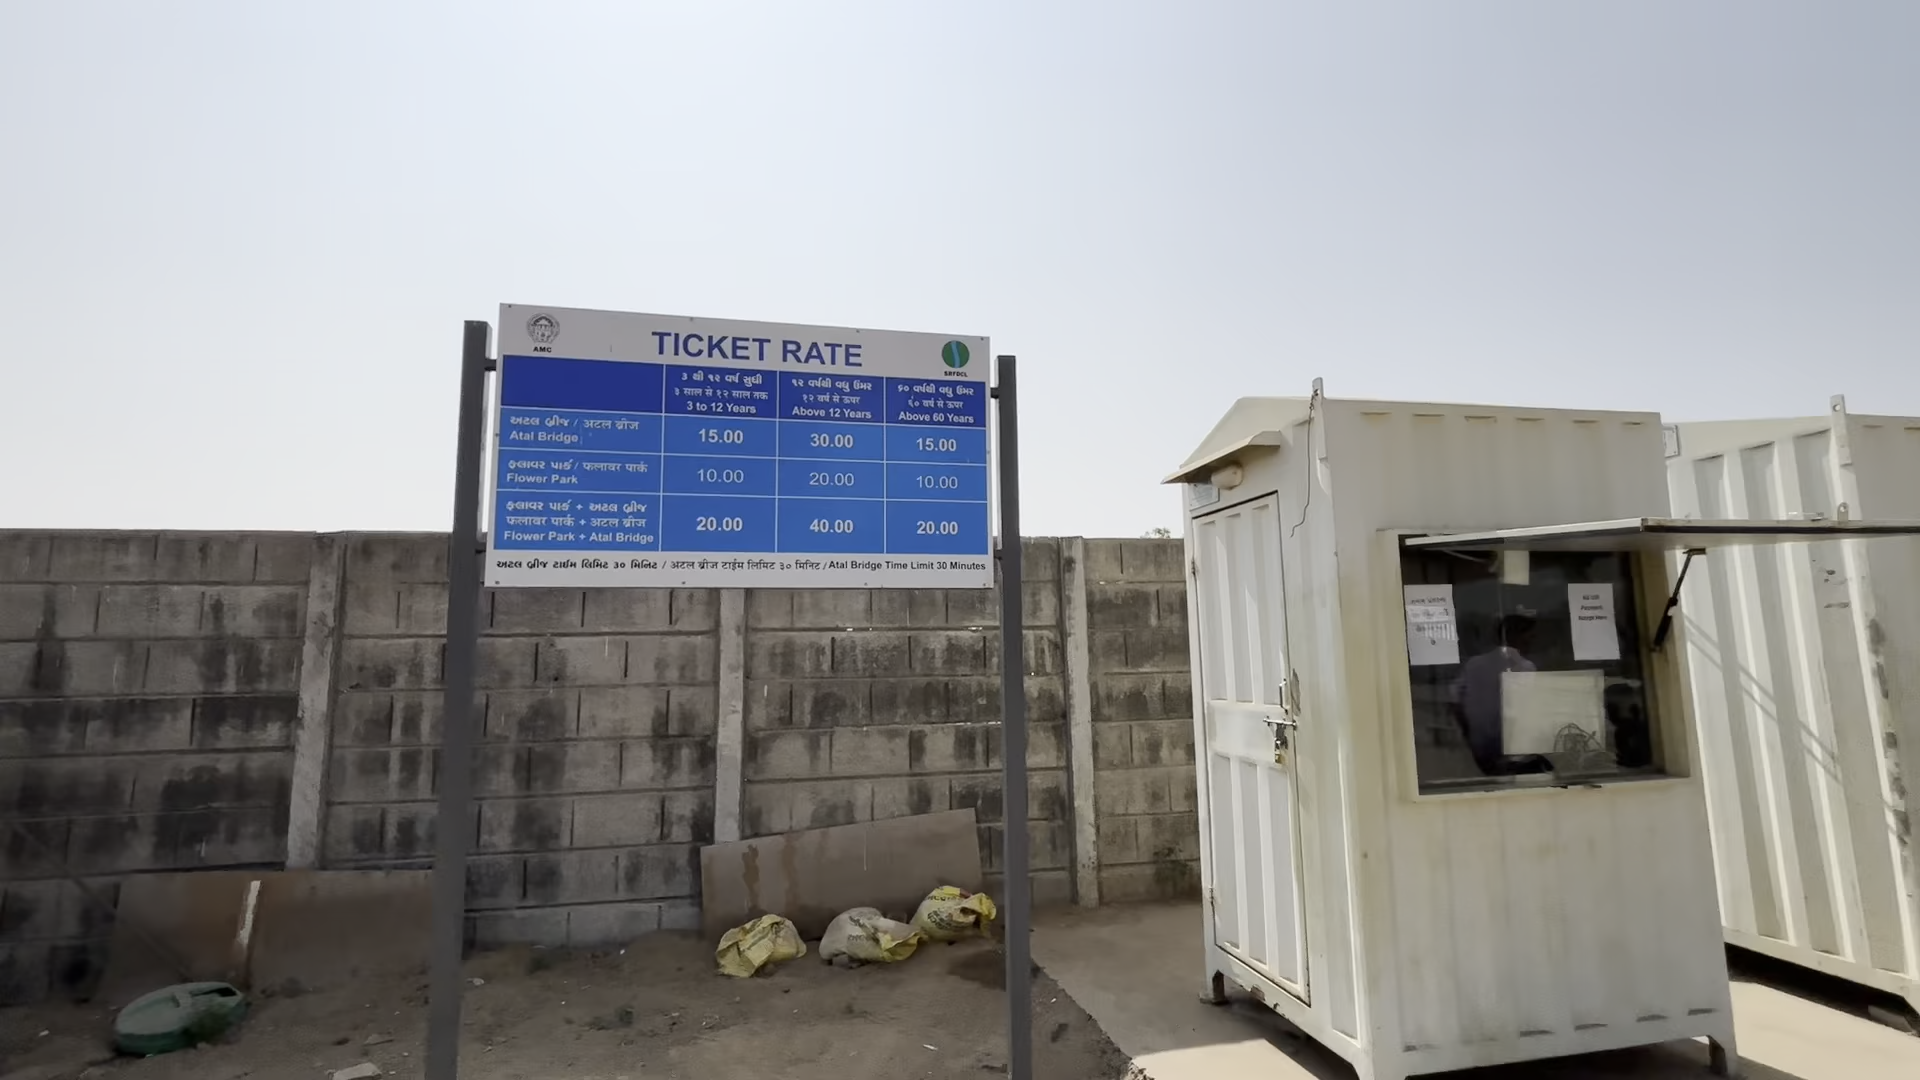 AMC
TICKET RATE
SRFDCL
૩ થી ૧૨ વર્ષ સુધી
३ साल से १२ साल तक
3 to 12 Years
૧૨ વર્ષથી વધુ ઉંમર
१२ वर्ष से ऊपर
Above 12 Years
૬૦ વર્ષથી વધુ ઉંમર
६० वर्ष से ऊपर
Above 60 Years
અટલ બ્રીજ / अटल ब्रीज
Atal Bridge
15.00 30.00 15.00
ફલાવર પાર્ક / फलावर पार्क
Flower Park
10.00 20.00 10.00
ફલાવર પાર્ક + અટલ બ્રીજ
फलावर पार्क + अटल ब्रीज
Flower Park + Atal Bridge
20.00 40.00 20.00
અટલ બ્રીજ ટાઈમ લિમિટ ૩૦ મિનિટ / अटल ब्रीज टाईम लिमिट ३० मिनिट / Atal Bridge Time Limit 30 Minutes